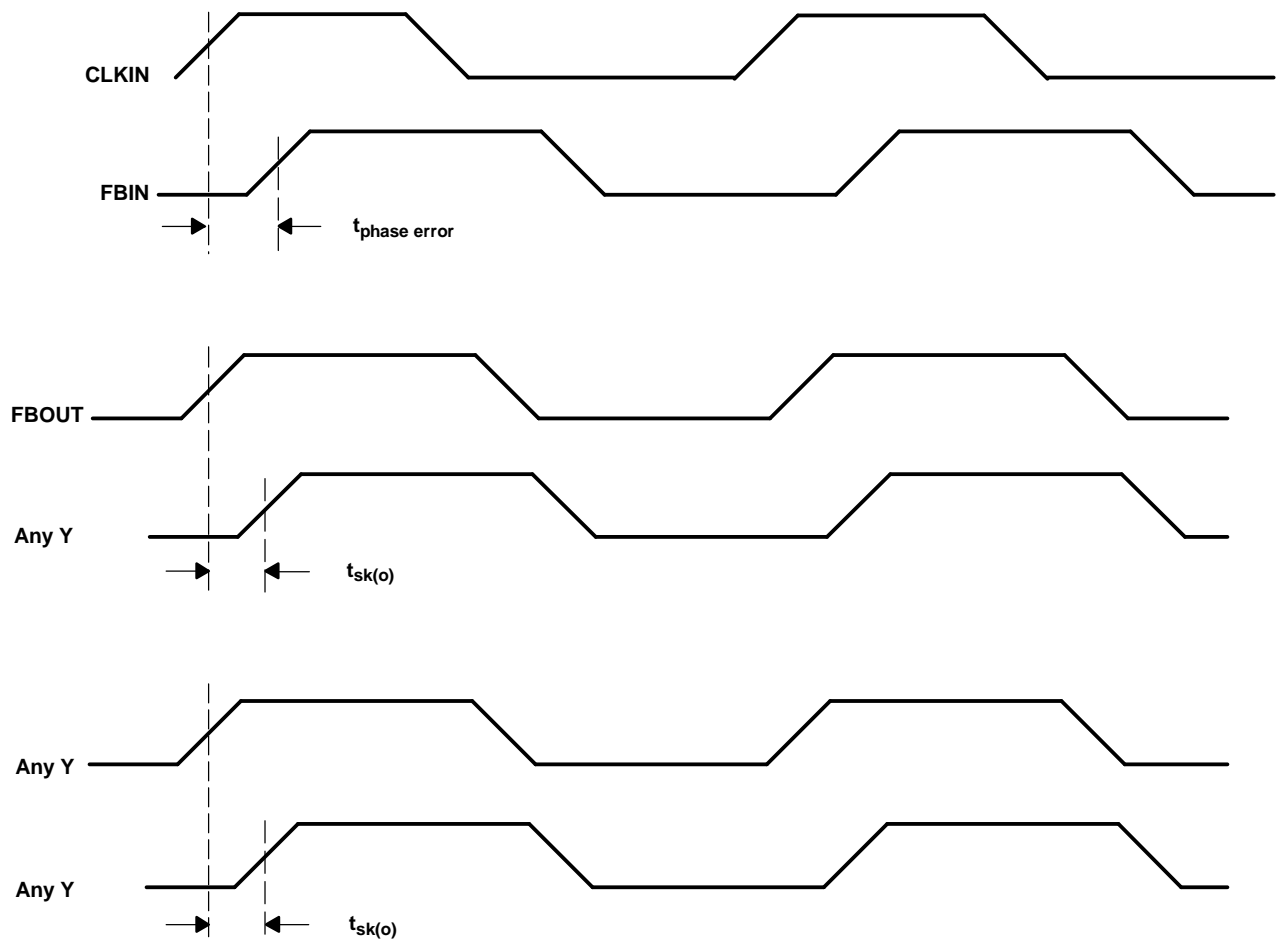 CLKIN
FBIN
tphase error
FBOUT
Any Y
tsk(o)
Any Y
Any Y
tsk(o)